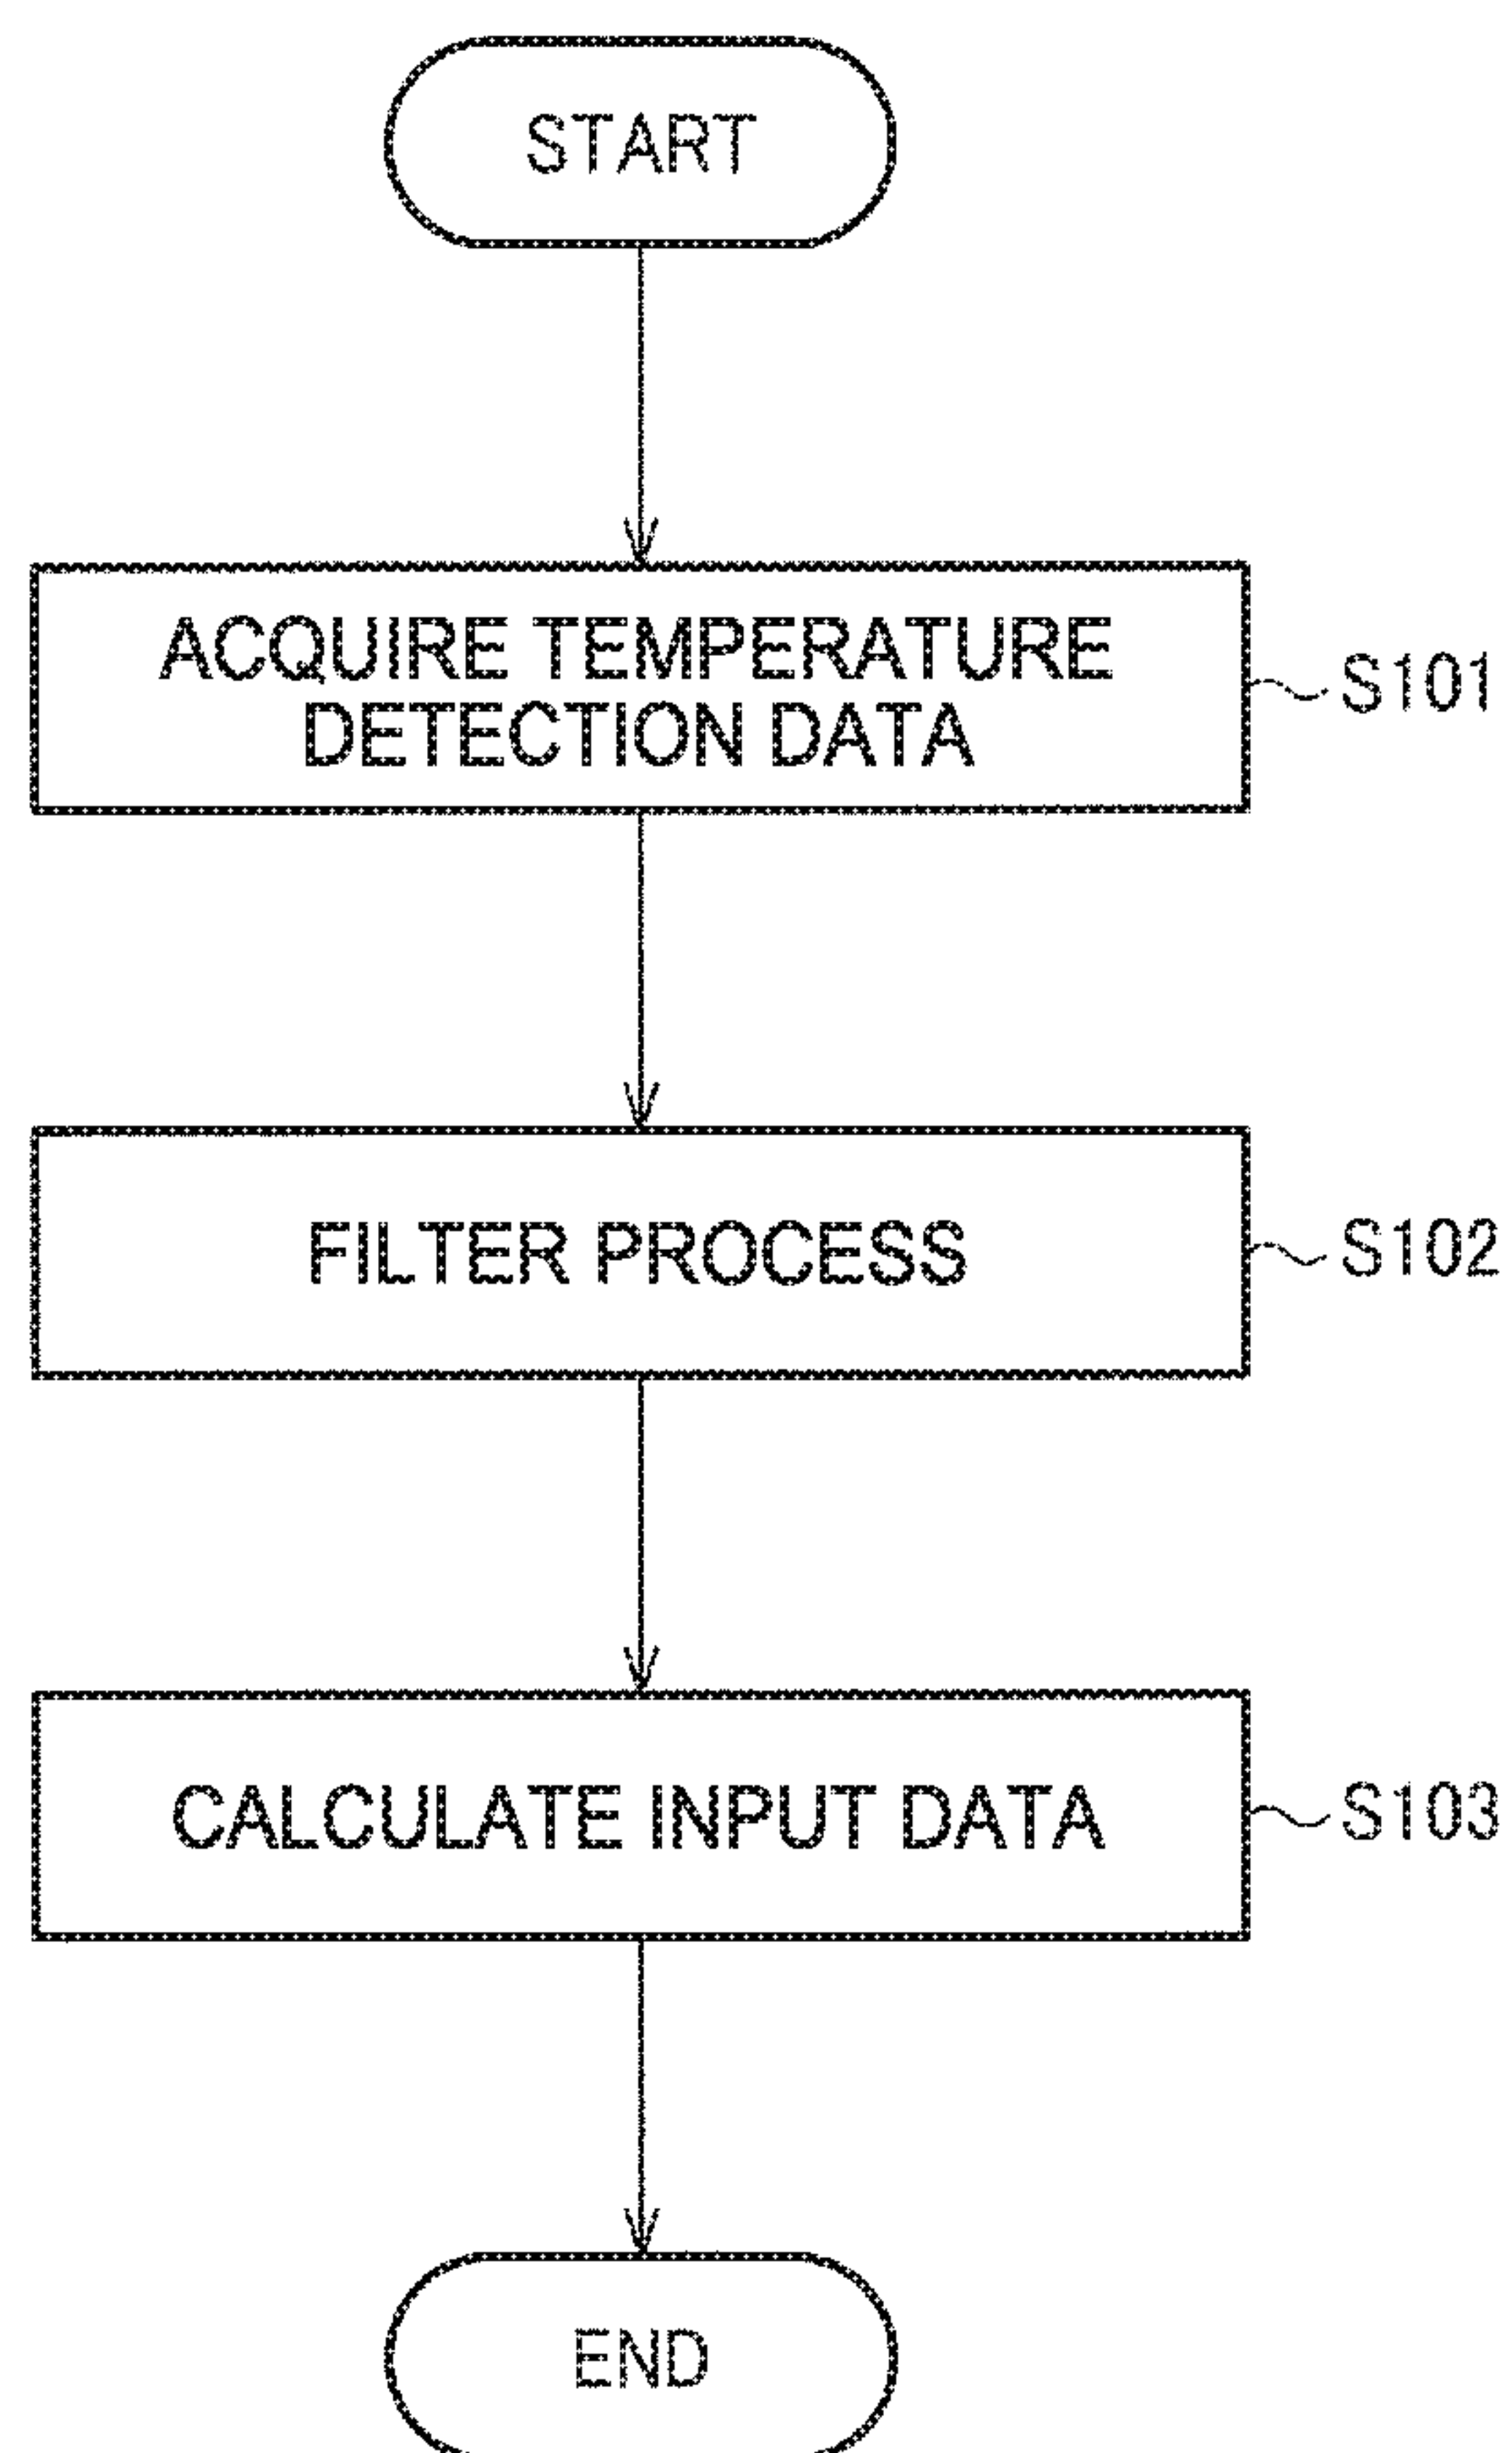 START
ACQUIRE TEMPERATURE
DETECTION DATA
S101
FILTER PROCESS
S102
CALCULATE INPUT DATA
S103
END